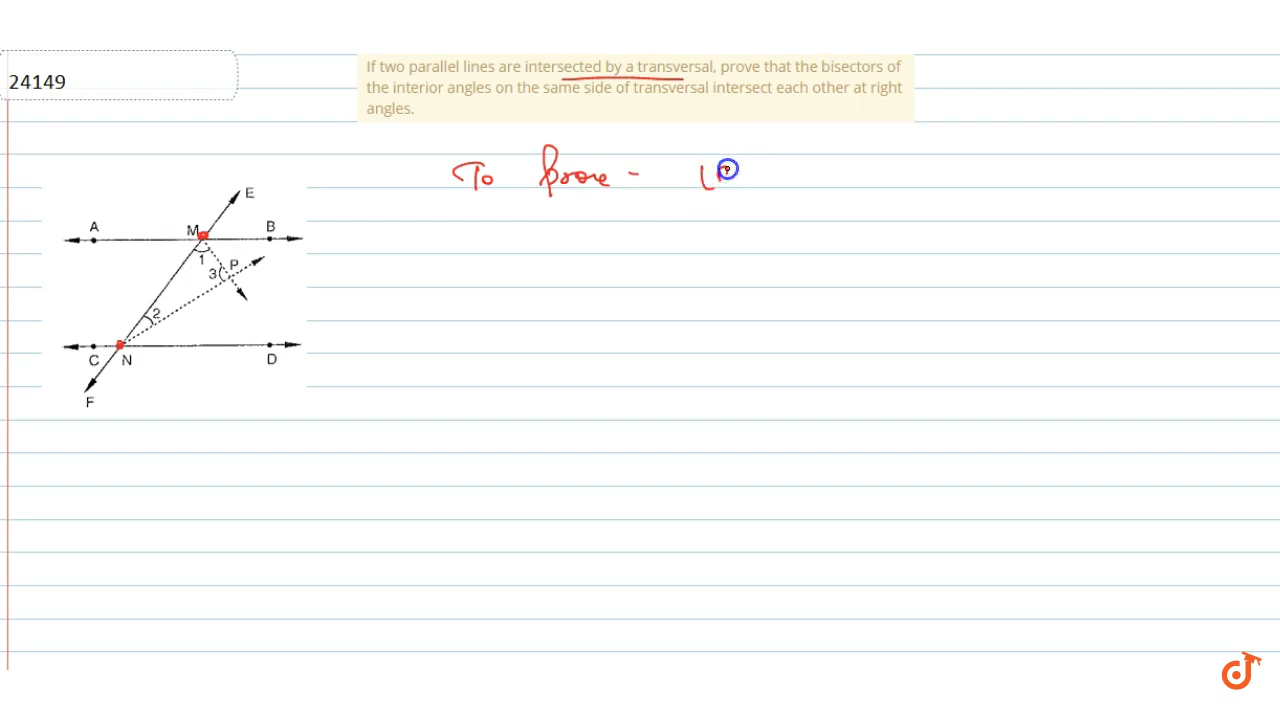 24149
If two parallel lines are intersected by a transversal, prove that the bisectors of
the interior angles on the same side of transversal intersect each other at right
angles.
To prove -
E
A M B
1
3 P
2
C N D
F